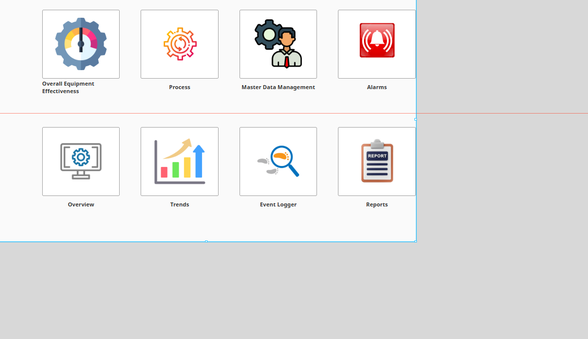 Overall Equipment
Effectiveness
Process
Master Data Management
Alarms
REPORT
Overview
Trends
Event Logger
Reports